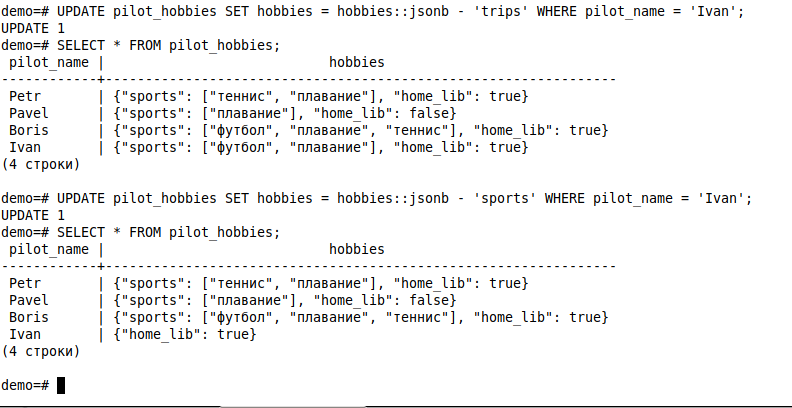 demo=# UPDATE pilot_hobbies SET hobbies = hobbies::jsonb - 'trips' WHERE pilot_name = 'Ivan';
UPDATE 1
demo=# SELECT * FROM pilot_hobbies;
 pilot_name |                            hobbies
------------+----------------------------------------------------------------
 Petr       | {"sports": ["теннис", "плавание"], "home_lib": true}
 Pavel      | {"sports": ["плавание"], "home_lib": false}
 Boris      | {"sports": ["футбол", "плавание", "теннис"], "home_lib": true}
 Ivan       | {"sports": ["футбол", "плавание"], "home_lib": true}
(4 строки)

demo=# UPDATE pilot_hobbies SET hobbies = hobbies::jsonb - 'sports' WHERE pilot_name = 'Ivan';
UPDATE 1
demo=# SELECT * FROM pilot_hobbies;
 pilot_name |                            hobbies
------------+----------------------------------------------------------------
 Petr       | {"sports": ["теннис", "плавание"], "home_lib": true}
 Pavel      | {"sports": ["плавание"], "home_lib": false}
 Boris      | {"sports": ["футбол", "плавание", "теннис"], "home_lib": true}
 Ivan       | {"home_lib": true}
(4 строки)

demo=#